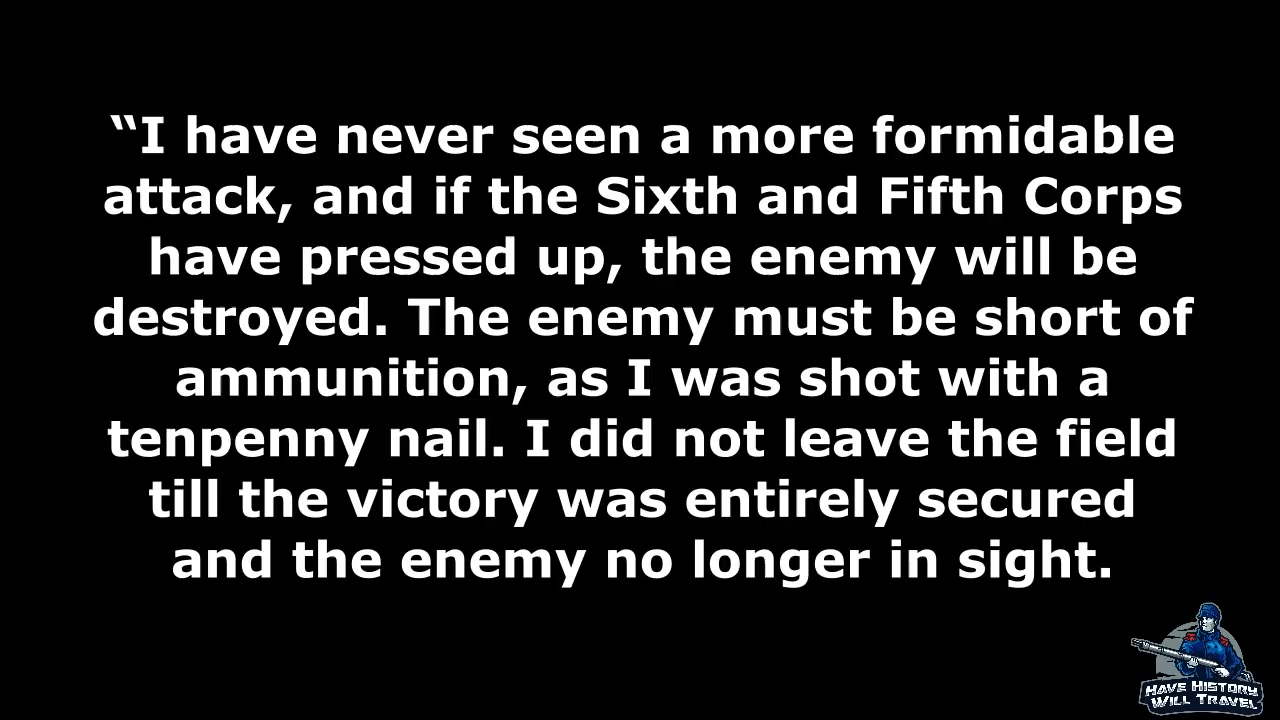 “I have never seen a more formidable
attack, and if the Sixth and Fifth Corps
have pressed up, the enemy will be
destroyed. The enemy must be short of
ammunition, as I was shot with a
tenpenny nail. I did not leave the field
till the victory was entirely secured
and the enemy no longer in sight.
HAVE HISTORY
WILL TRAVEL